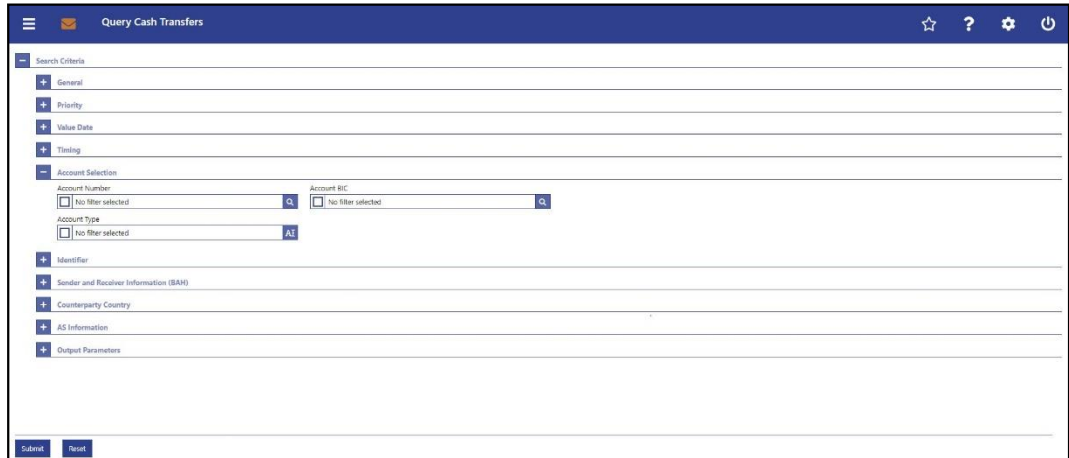 Query Cash Transfers
?
Search Criteria
General
Priority
Value Date
Timing
Account Selection
Account Number Account BIC
No filter selected No filter selected
Account Type
No filter selected AI
Identifier
Sender and Receiver Information (BAH)
Counterparty Country
AS Information
Output Parameters
Submit Reset